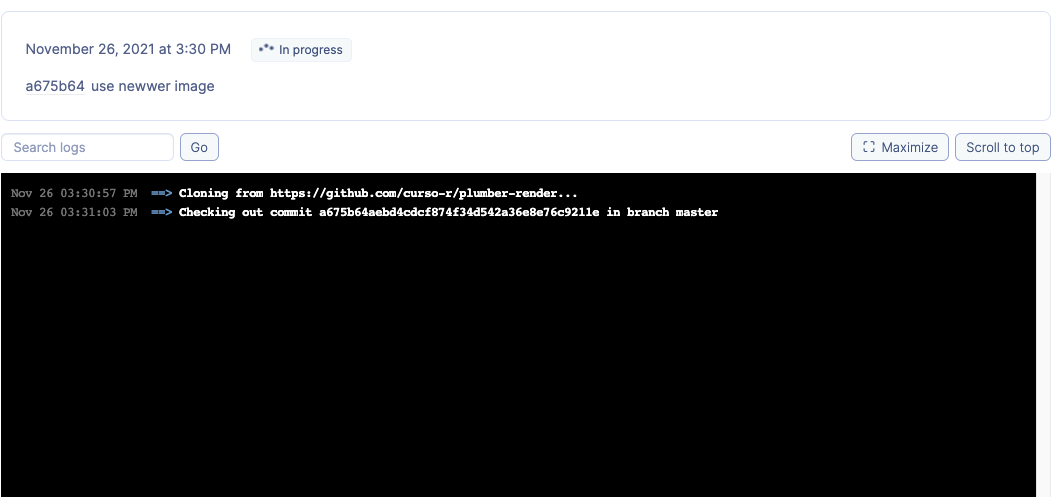 November 26, 2021 at 3:30 PM In progress
a675b64 use newwer image
Search logs Go Maximize Scroll to top
Nov 26 03:30:57 PM ==> Cloning from https://github.com/curso-r/plumber-render...
Nov 26 03:31:03 PM ==> Checking out commit a675b64aebd4cdcf874f34d542a36e8e76c9211e in branch master